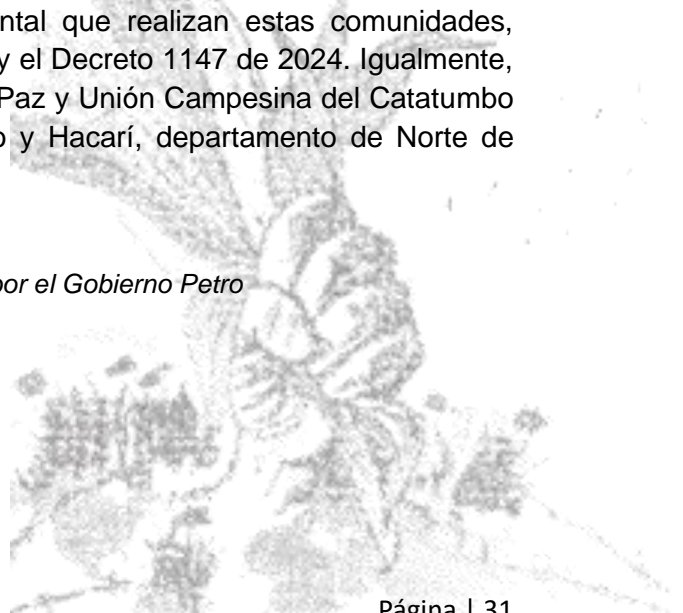 ntal que realizan estas comunidades,
y el Decreto 1147 de 2024. Igualmente,
Paz y Unión Campesina del Catatumbo
o y Hacarí, departamento de Norte de
por el Gobierno Petro
Página | 31